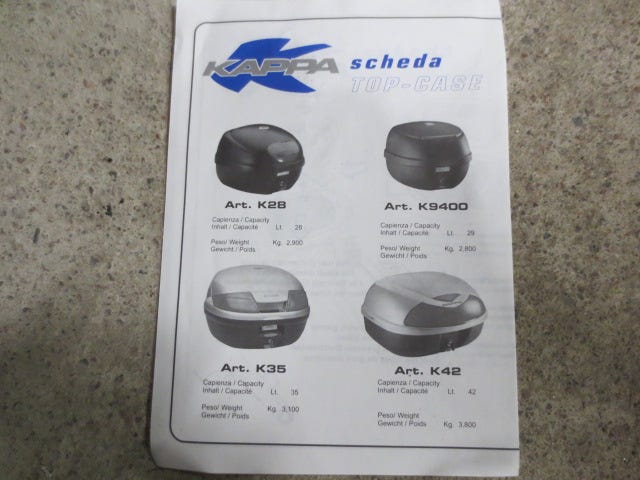 KAPPA scheda
TOP-CASE
Art. K28
Capienza / Capacity
Inhalt / Capacité Lt. 28
Peso/ Weight Kg. 2,900
Gewicht / Poids
Art. K9400
Capienza / Capacity
Inhalt / Capacité Lt. 29
Peso/ Weight Kg. 2,800
Gewicht / Poids
Art. K35
Capienza / Capacity
Inhalt / Capacité Lt. 35
Peso/ Weight Kg. 3,100
Gewicht / Poids
Art. K42
Capienza / Capacity
Inhalt / Capacité Lt. 42
Peso/ Weight
Gewicht / Poids Kg. 3,800